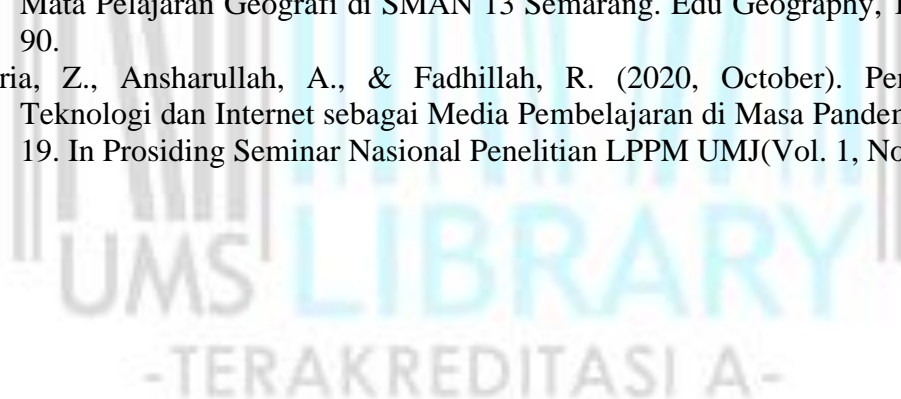 Mata Pelajaran Geografi di SMAN 13 Semarang. Edu Geography, 1
90.
ria, Z., Ansharullah, A., & Fadhillah, R. (2020, October). Per
Teknologi dan Internet sebagai Media Pembelajaran di Masa Pandem
19. In Prosiding Seminar Nasional Penelitian LPPM UMJ(Vol. 1, No
UMS LIBRARY
-TERAKREDITASI A-